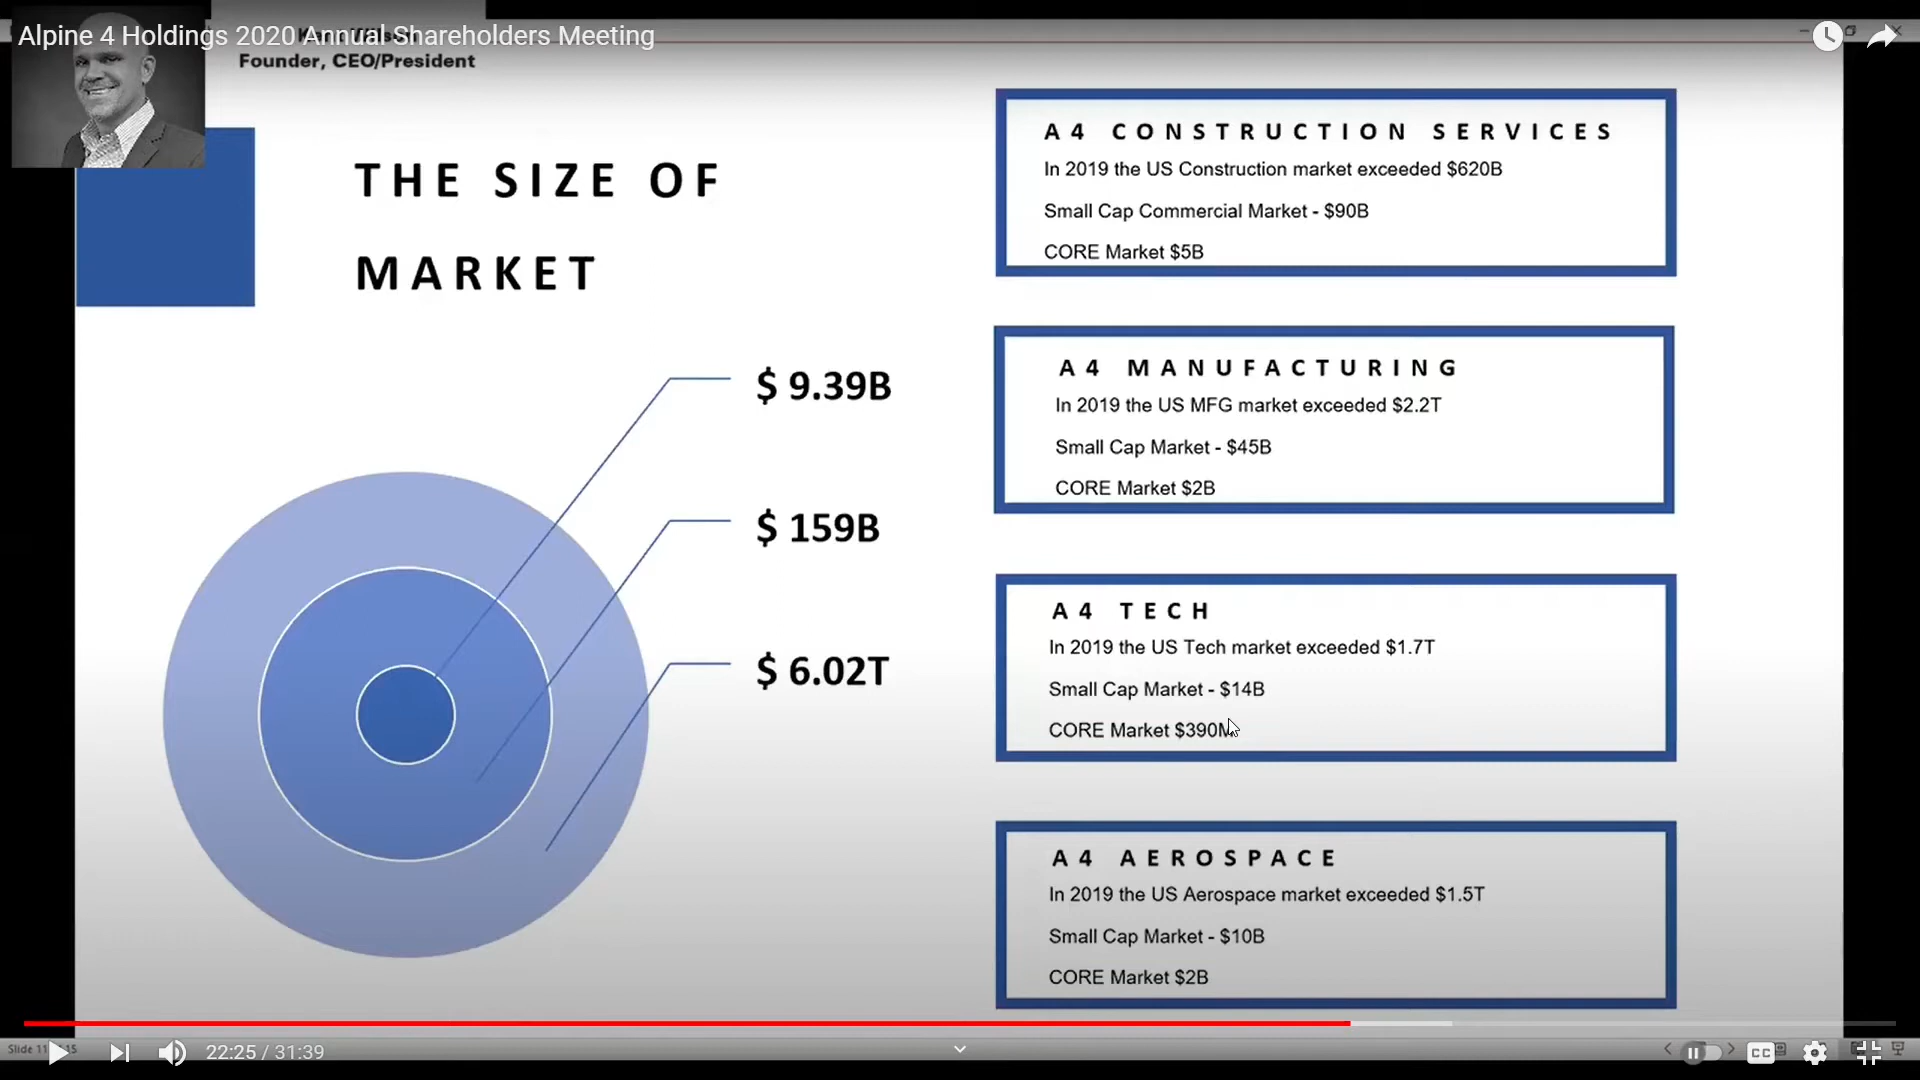 Alpine 4 Holdings 2020 Annual Shareholders Meeting
Founder, CEO/President
THE SIZE OF
MARKET
$ 9.39B
$ 159B
$ 6.02T
A4 CONSTRUCTION SERVICES
In 2019 the US Construction market exceeded $620B
Small Cap Commercial Market - $90B
CORE Market $5B
A4 MANUFACTURING
In 2019 the US MFG market exceeded $2.2T
Small Cap Market - $45B
CORE Market $2B
A4 TECH
In 2019 the US Tech market exceeded $1.7T
Small Cap Market - $14B
CORE Market $390M
A4 AEROSPACE
In 2019 the US Aerospace market exceeded $1.5T
Small Cap Market - $10B
CORE Market $2B
Slide 11
15
22:25 / 31:39
CC